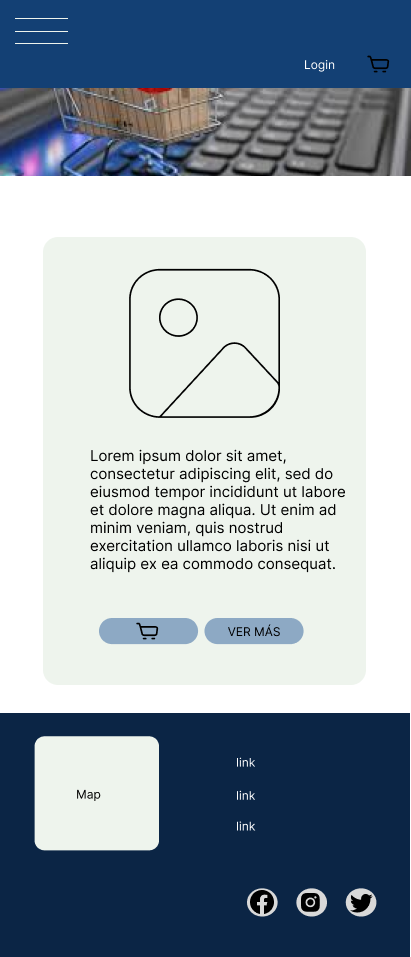 Login
Lorem ipsum dolor sit amet,
consectetur adipiscing elit, sed do
eiusmod tempor incididunt ut labore
et dolore magna aliqua. Ut enim ad
minim veniam, quis nostrud
exercitation ullamco laboris nisi ut
aliquip ex ea commodo consequat.
VER MÁS
link
Map
link
link